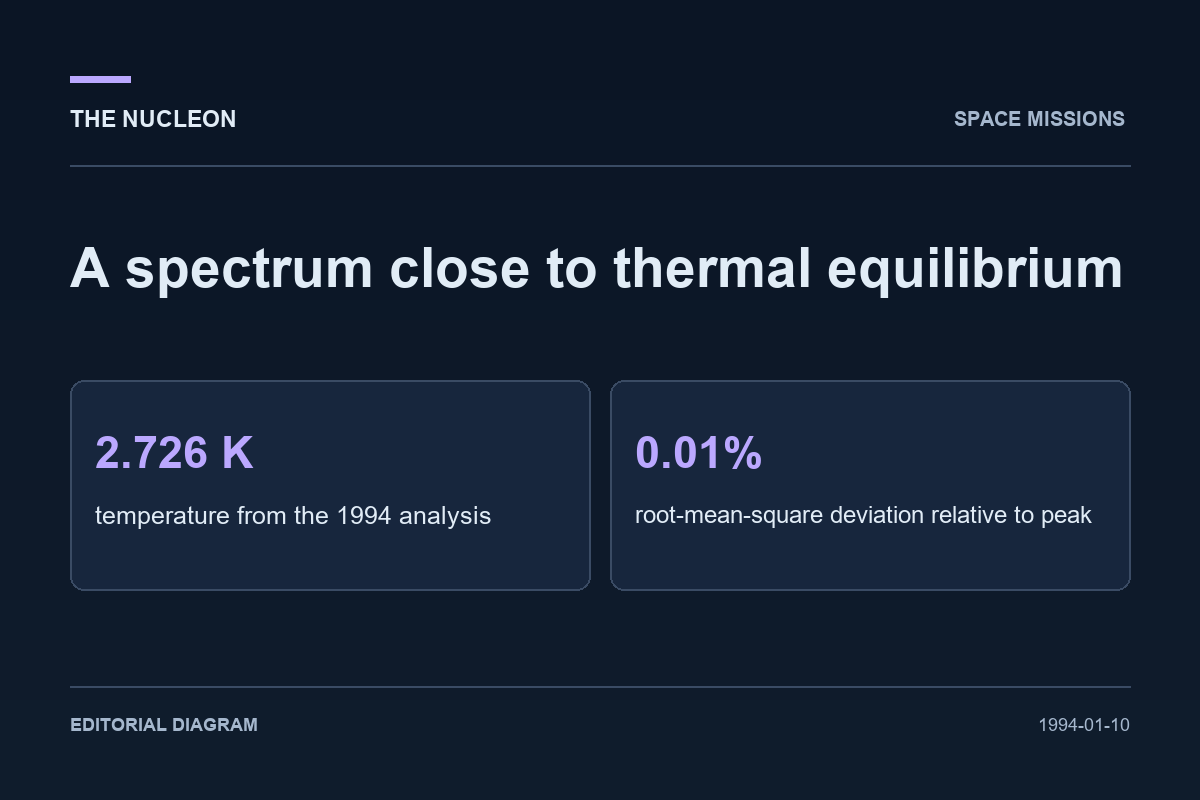 THE NUCLEON
SPACE MISSIONS
A spectrum close to thermal equilibrium
2.726 K
temperature from the 1994 analysis
0.01%
root-mean-square deviation relative to peak
EDITORIAL DIAGRAM
1994-01-10